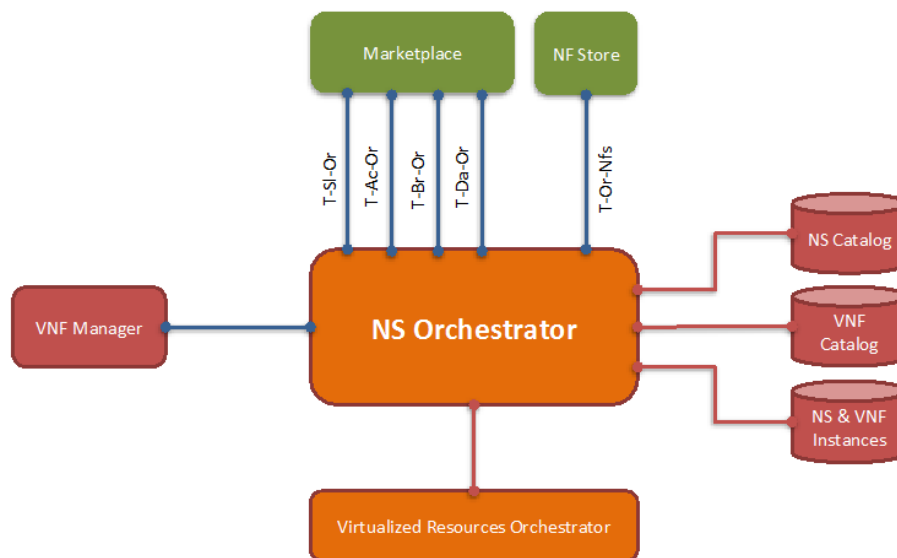 Marketplace
NF Store
T-Sl-Or
T-Ac-Or
T-Br-Or
T-Da-Or
T-Or-Nfs
NS Catalog
VNF Manager
NS Orchestrator
VNF
Catalog
NS & VNF
Instances
Virtualized Resources Orchestrator